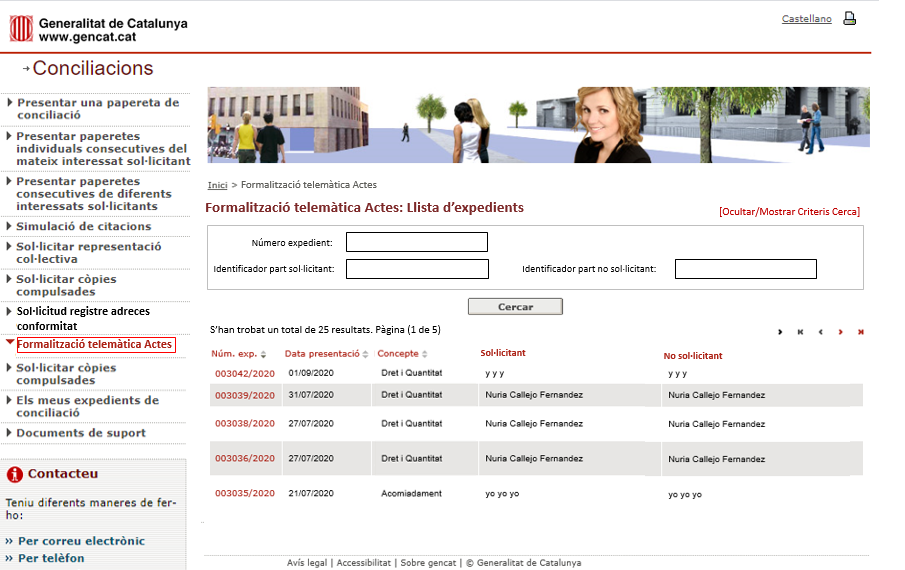 Generalitat de Catalunya
www.gencat.cat
Castellano
Conciliacions
Presentar una papereta de
conciliació
Presentar paperetes
individuals consecutives del
mateix interessat sol·licitant
Presentar paperetes
consecutives de diferents
interessats sol·licitants
Simulació de citacions
Sol·licitar representació
col·lectiva
Sol·licitar còpies
compulsades
Sol·licitud registre adreces
conformitat
Formalització telemàtica Actes
Sol·licitar còpies
compulsades
Els meus expedients de
conciliació
Documents de suport
Contacteu
Teniu diferents maneres de fer-
ho:
» Per correu electrònic
» Per telèfon
Inici > Formalització telemàtica Actes
Formalització telemàtica Actes: Llista d'expedients
[Ocultar/Mostrar Criteris Cerca]
Número expedient:
Identificador part sol·licitant: Identificador part no sol·licitant:
Cercar
S'han trobat un total de 25 resultats. Pàgina (1 de 5)
Núm. exp. Data presentació Concepte Sol·licitant No sol·licitant
003042/2020 01/09/2020 Dret i Quantitat y y y y y y
003039/2020 31/07/2020 Dret i Quantitat Nuria Callejo Fernandez Nuria Callejo Fernandez
003038/2020 27/07/2020 Dret i Quantitat Nuria Callejo Fernandez Nuria Callejo Fernandez
003036/2020 27/07/2020 Dret i Quantitat Nuria Callejo Fernandez Nuria Callejo Fernandez
003035/2020 21/07/2020 Acomiadament yo yo yo yo yo yo
Avís legal | Accessibilitat | Sobre gencat | © Generalitat de Catalunya